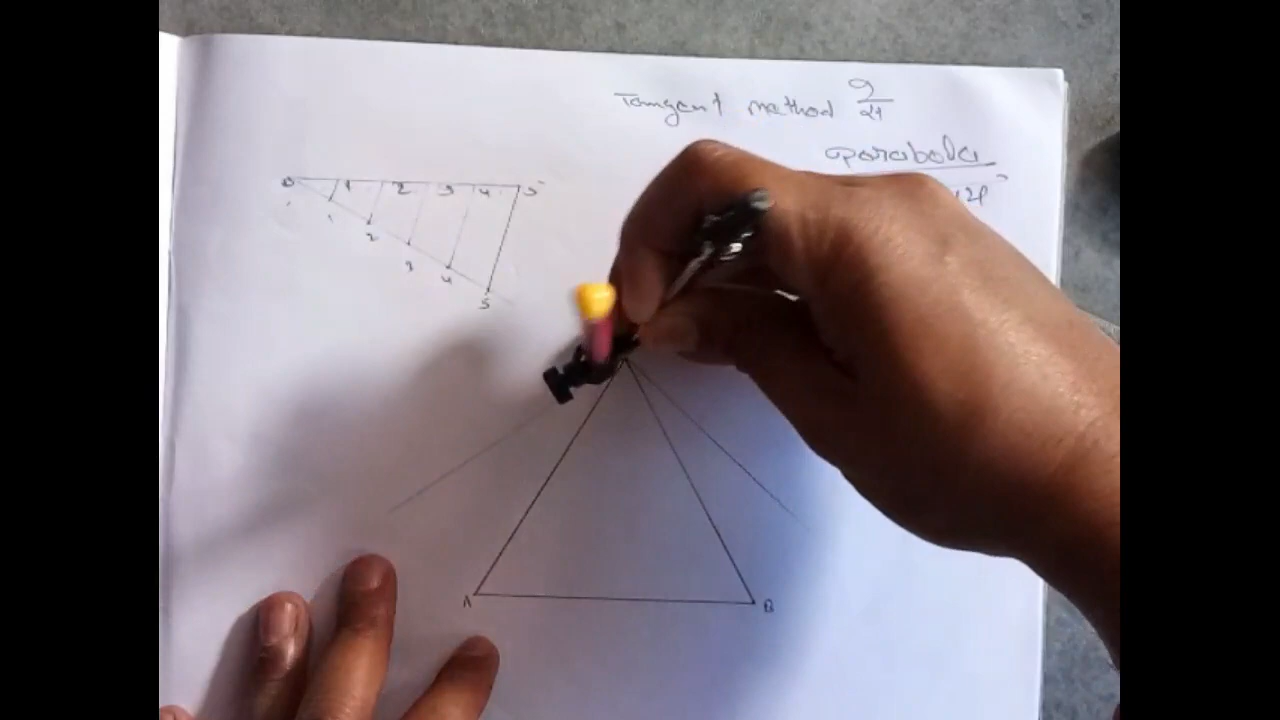 Tangent method
parabola
0 1 2 3 4 5
1 2 3 4 5
A B